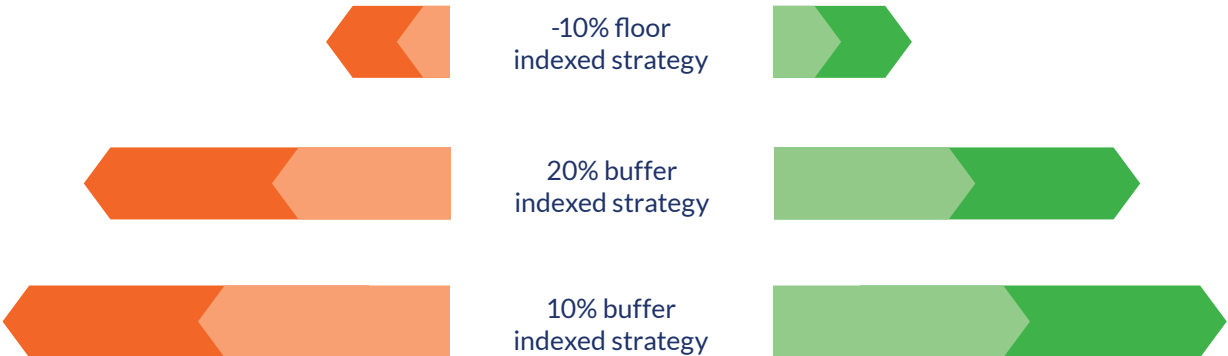 -10% floor
indexed strategy
20% buffer
indexed strategy
10% buffer
indexed strategy